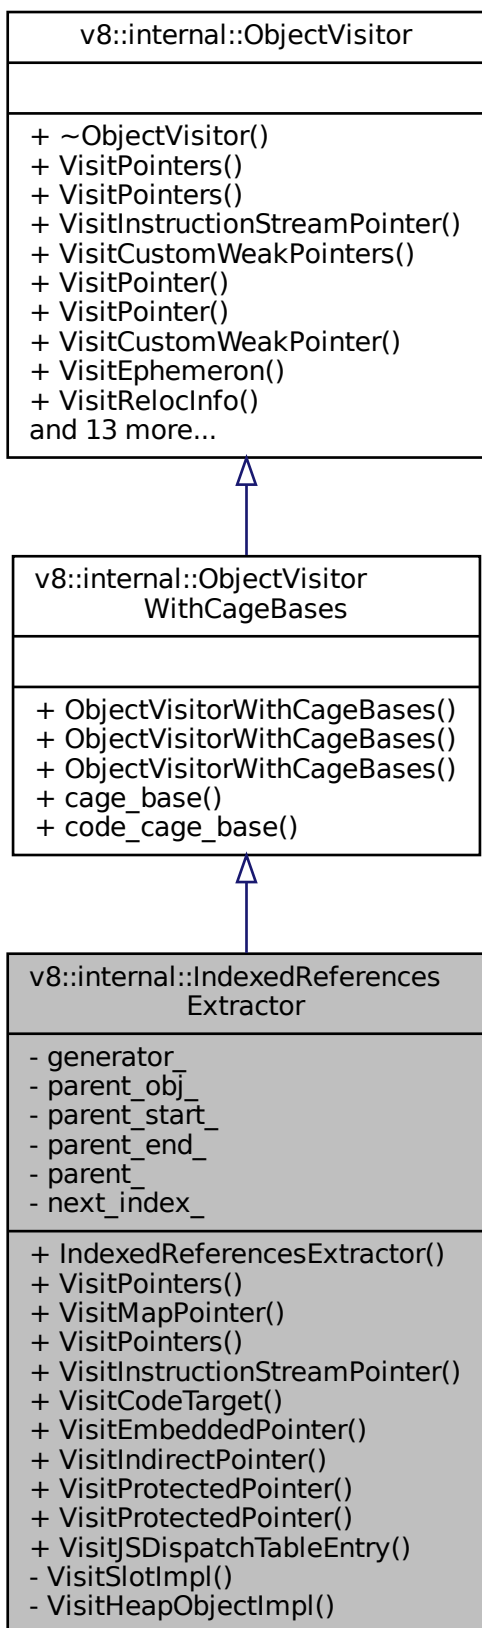 v8::internal::ObjectVisitor
+ ~ObjectVisitor()
+ VisitPointers()
+ VisitPointers()
+ VisitInstructionStreamPointer()
+ VisitCustomWeakPointers()
+ VisitPointer()
+ VisitPointer()
+ VisitCustomWeakPointer()
+ VisitEphemeron()
+ VisitRelocInfo()
and 13 more...
v8::internal::ObjectVisitor
WithCageBases
+ ObjectVisitorWithCageBases()
+ ObjectVisitorWithCageBases()
+ ObjectVisitorWithCageBases()
+ cage_base()
+ code_cage_base()
v8::internal::IndexedReferences
Extractor
- generator_
- parent_obj_
- parent_start_
- parent_end_
- parent_
- next_index_
+ IndexedReferencesExtractor()
+ VisitPointers()
+ VisitMapPointer()
+ VisitPointers()
+ VisitInstructionStreamPointer()
+ VisitCodeTarget()
+ VisitEmbeddedPointer()
+ VisitIndirectPointer()
+ VisitProtectedPointer()
+ VisitProtectedPointer()
+ VisitJSDispatchTableEntry()
- VisitSlotImpl()
- VisitHeapObjectImpl()